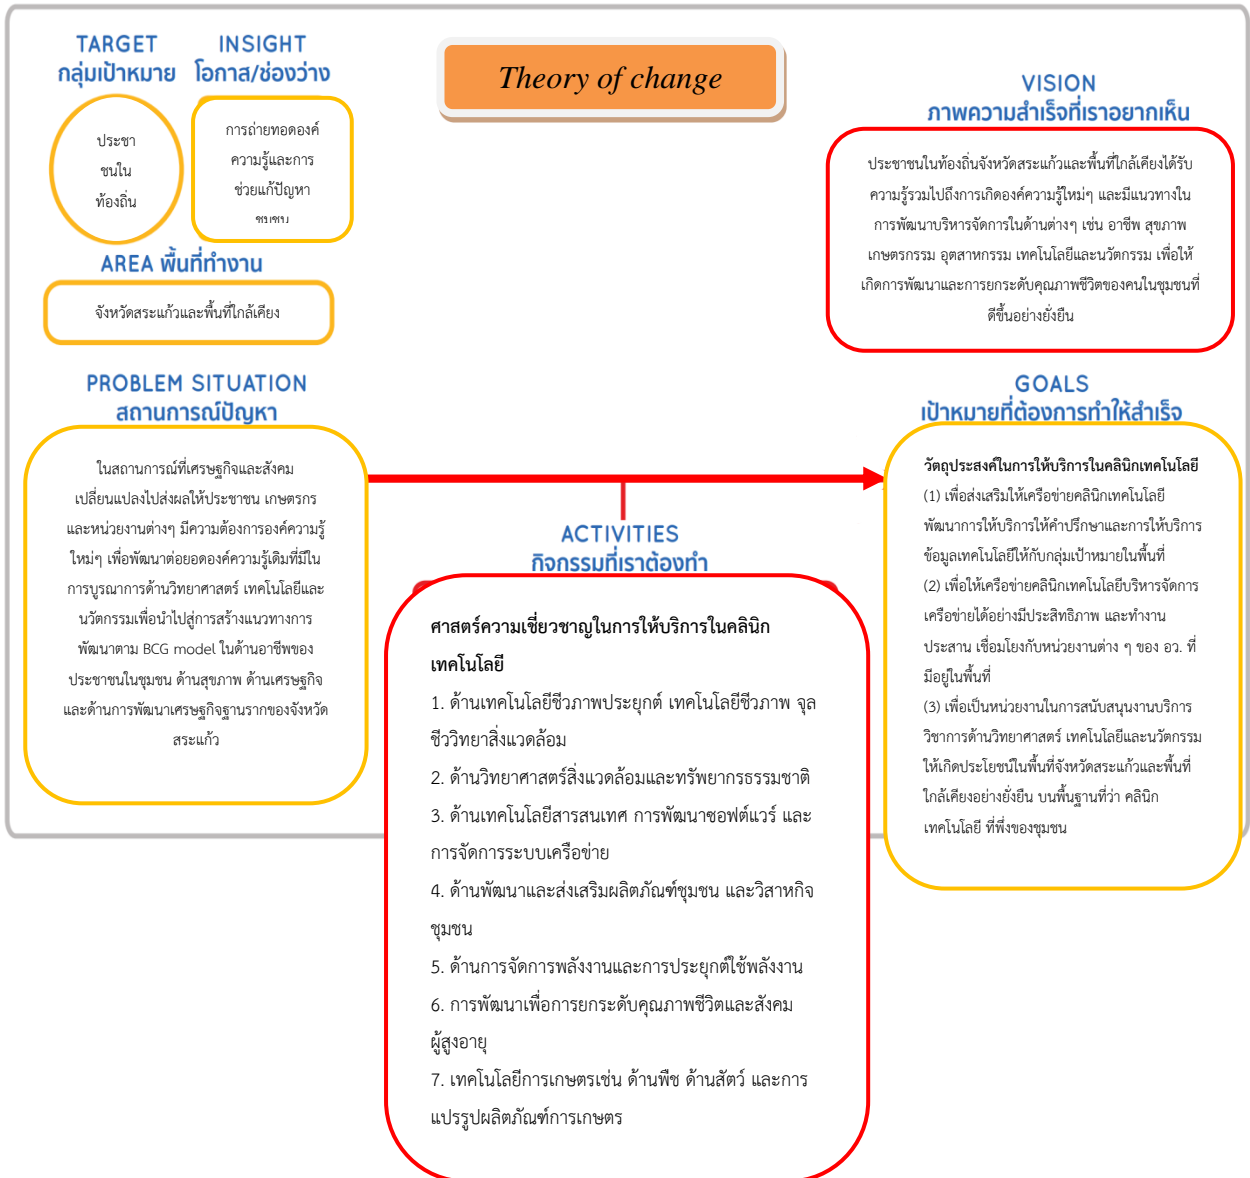 TARGET
กลุ่มเป้าหมาย
INSIGHT
โอกาส/ช่องว่าง
Theory of change
VISION
ภาพความสำเร็จที่เราอยากเห็น
ประชา
ชนใน
ท้องถิ่น
การถ่ายทอดองค์
ความรู้และการ
ช่วยแก้ปัญหา
ชุมชน
ประชาชนในท้องถิ่นจังหวัดสระแก้วและพื้นที่ใกล้เคียงได้รับ
ความรู้รวมไปถึงการเกิดองค์ความรู้ใหม่ๆ และมีแนวทางใน
การพัฒนาบริหารจัดการในด้านต่างๆ เช่น อาชีพ สุขภาพ
เกษตรกรรม อุตสาหกรรม เทคโนโลยีและนวัตกรรม เพื่อให้
เกิดการพัฒนาและการยกระดับคุณภาพชีวิตของคนในชุมชนที่
ดีขึ้นอย่างยั่งยืน
AREA พื้นที่ทำงาน
จังหวัดสระแก้วและพื้นที่ใกล้เคียง
PROBLEM SITUATION
สถานการณ์ปัญหา
ในสถานการณ์ที่เศรษฐกิจและสังคม
เปลี่ยนแปลงไปส่งผลให้ประชาชน เกษตรกร
และหน่วยงานต่างๆ มีความต้องการองค์ความรู้
ใหม่ๆ เพื่อพัฒนาต่อยอดองค์ความรู้เดิมที่มีใน
การบูรณาการด้านวิทยาศาสตร์ เทคโนโลยีและ
นวัตกรรมเพื่อนำไปสู่การสร้างแนวทางการ
พัฒนาตาม BCG model ในด้านอาชีพของ
ประชาชนในชุมชน ด้านสุขภาพ ด้านเศรษฐกิจ
และด้านการพัฒนาเศรษฐกิจฐานรากของจังหวัด
สระแก้ว
ACTIVITIES
กิจกรรมที่เราต้องทำ
ศาสตร์ความเชี่ยวชาญในการให้บริการในคลินิก
เทคโนโลยี
1. ด้านเทคโนโลยีชีวภาพประยุกต์ เทคโนโลยีชีวภาพ จุล
ชีววิทยาสิ่งแวดล้อม
2. ด้านวิทยาศาสตร์สิ่งแวดล้อมและทรัพยากรธรรมชาติ
3. ด้านเทคโนโลยีสารสนเทศ การพัฒนาซอฟต์แวร์ และ
การจัดการระบบเครือข่าย
4. ด้านพัฒนาและส่งเสริมผลิตภัณฑ์ชุมชน และวิสาหกิจ
ชุมชน
5. ด้านการจัดการพลังงานและการประยุกต์ใช้พลังงาน
6. การพัฒนาเพื่อการยกระดับคุณภาพชีวิตและสังคม
ผู้สูงอายุ
7. เทคโนโลยีการเกษตรเช่น ด้านพืช ด้านสัตว์ และการ
แปรรูปผลิตภัณฑ์การเกษตร
GOALS
เป้าหมายที่ต้องการทำให้สำเร็จ
วัตถุประสงค์ในการให้บริการในคลินิกเทคโนโลยี
(1) เพื่อส่งเสริมให้เครือข่ายคลินิกเทคโนโลยี
พัฒนาการให้บริการให้คำปรึกษาและการให้บริการ
ข้อมูลเทคโนโลยีให้กับกลุ่มเป้าหมายในพื้นที่
(2) เพื่อให้เครือข่ายคลินิกเทคโนโลยีบริหารจัดการ
เครือข่ายได้อย่างมีประสิทธิภาพ และทำงาน
ประสาน เชื่อมโยงกับหน่วยงานต่าง ๆ ของ อว. ที่
มีอยู่ในพื้นที่
(3) เพื่อเป็นหน่วยงานในการสนับสนุนงานบริการ
วิชาการด้านวิทยาศาสตร์ เทคโนโลยีและนวัตกรรม
ให้เกิดประโยชน์ในพื้นที่จังหวัดสระแก้วและพื้นที่
ใกล้เคียงอย่างยั่งยืน บนพื้นฐานที่ว่า คลินิก
เทคโนโลยี ที่พึ่งของชุมชน